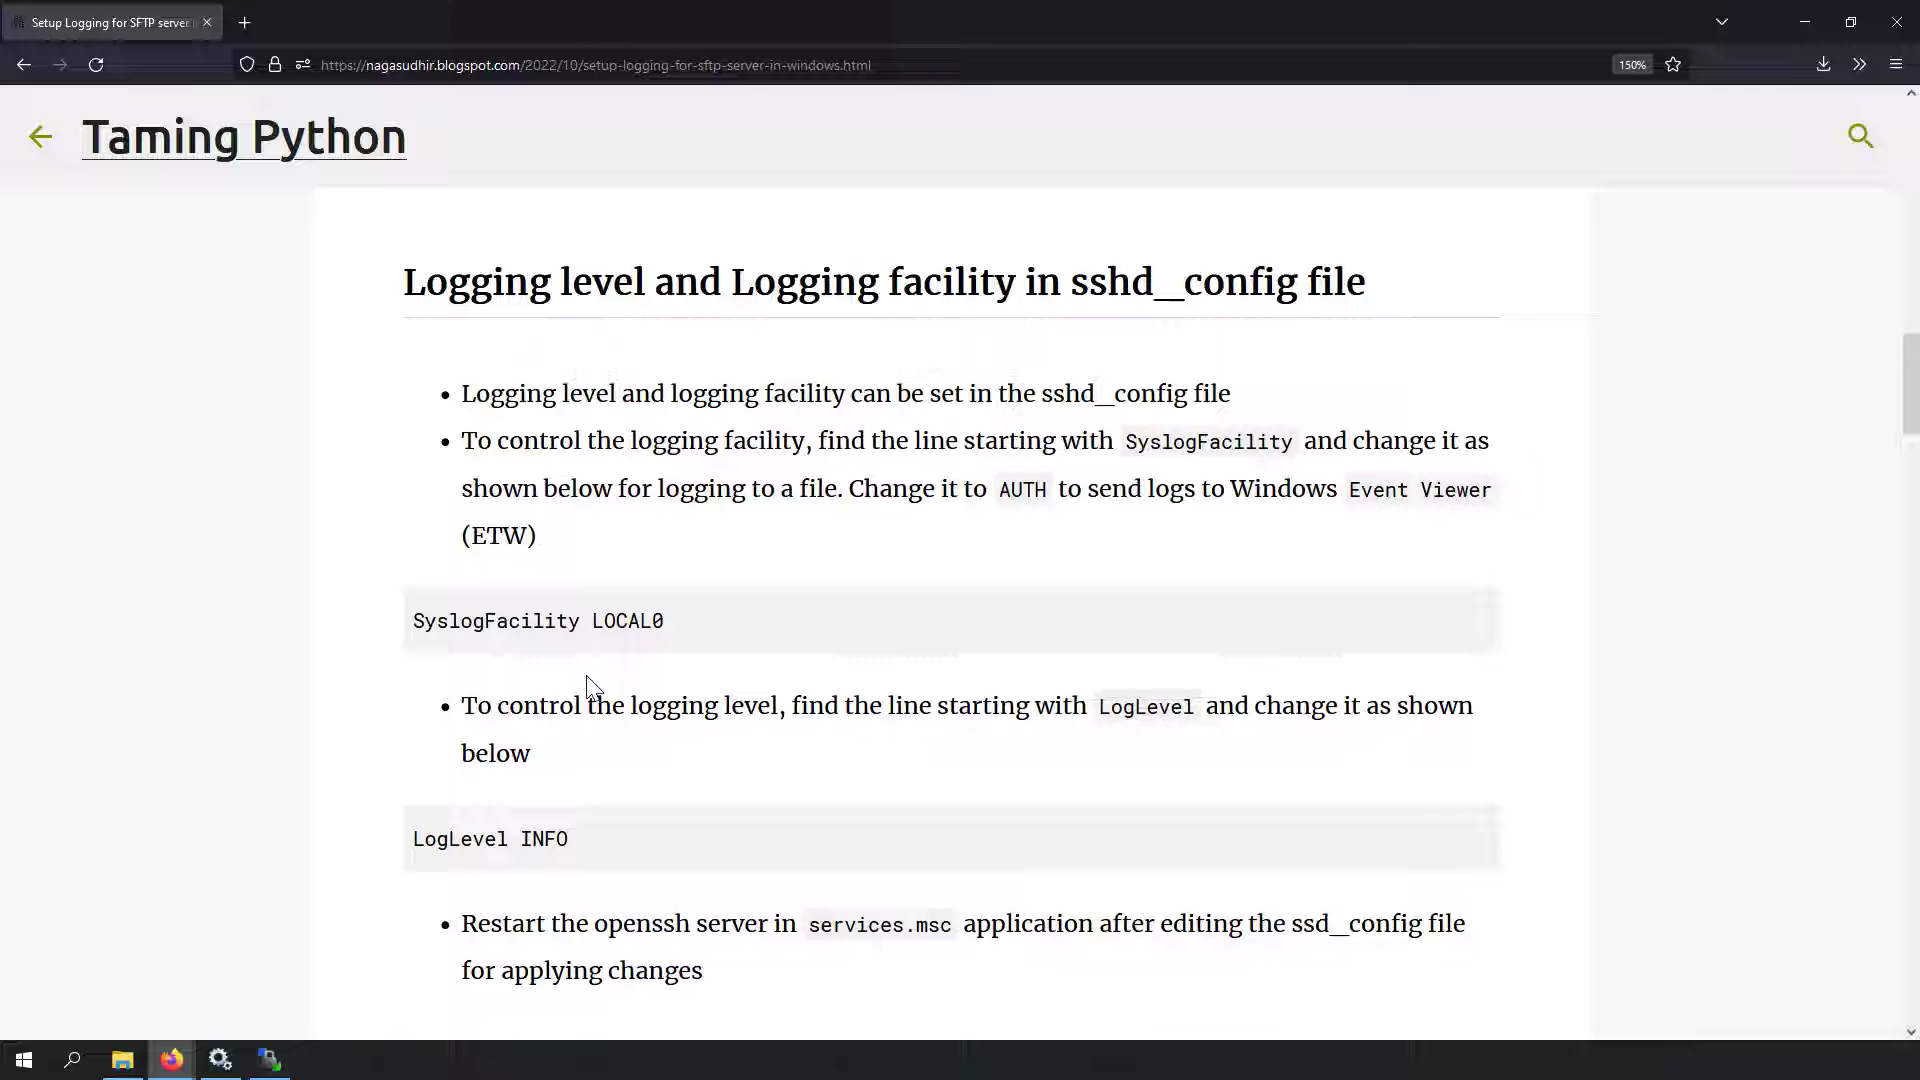 Setup Logging for SFTP server
https://nagasudhir.blogspot.com/2022/10/setup-logging-for-sftp-server-in-windows.html
150%
Taming Python
Logging level and Logging facility in sshd_config file
Logging level and logging facility can be set in the sshd_config file
To control the logging facility, find the line starting with SyslogFacility and change it as
shown below for logging to a file. Change it to AUTH to send logs to Windows Event Viewer
(ETW)
SyslogFacility LOCAL0
To control the logging level, find the line starting with LogLevel and change it as shown
below
LogLevel INFO
Restart the openssh server in services.msc application after editing the ssd_config file
for applying changes